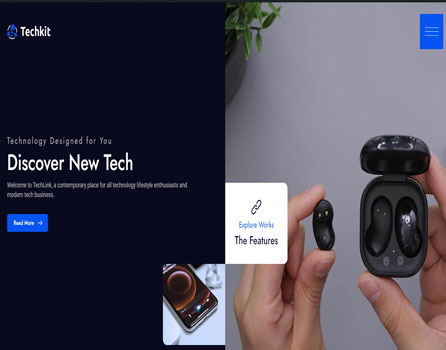 Techkit
Technology Designed for You
Discover New Tech
Welcome to TechLink, a contemporary place for all technology lifestyle enthusiasts and
modern tech business.
Read More
Explore Works
The Features